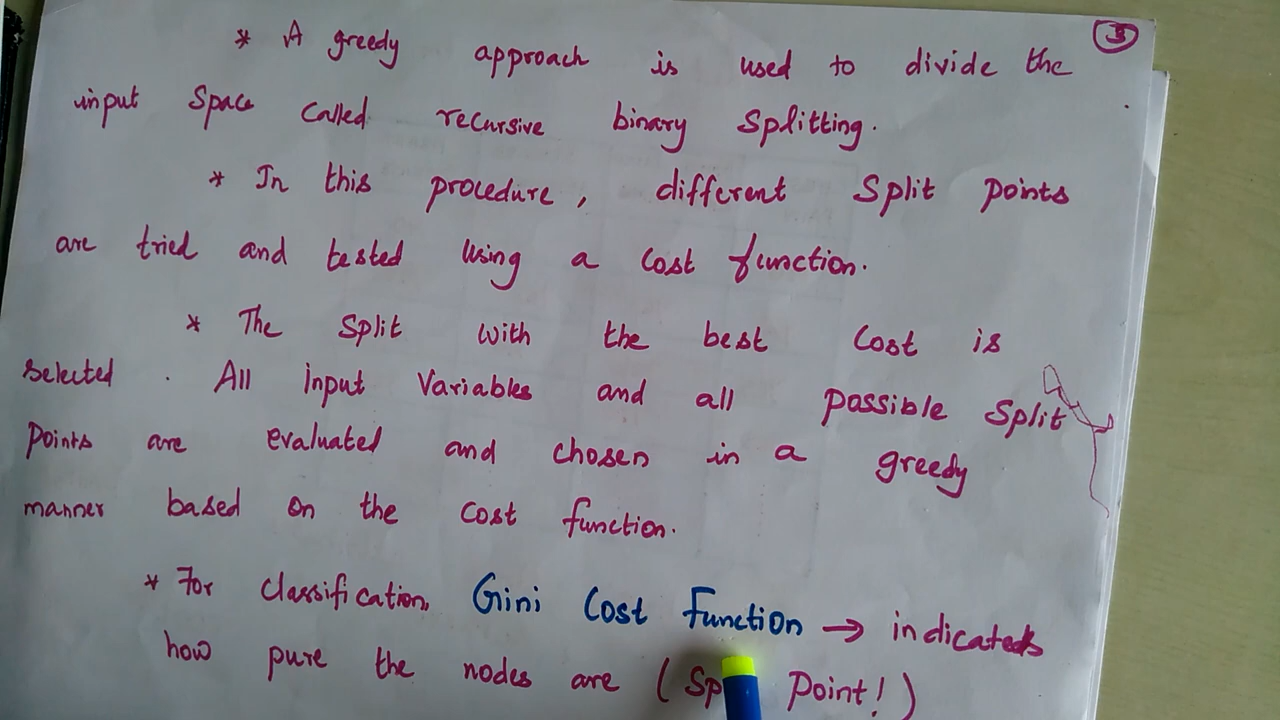 3
* A greedy approach is used to divide the
input Space Called recursive binary Splitting.
* In this procedure, different Split points
are tried and tested Using a Cost function.
* The Split with the best Cost is
Selected. All input Variables and all possible Split
Points are evaluated and chosen in a greedy
manner based on the cost function.
* For Classification, Gini Cost Function → indicates
how pure the nodes are ( Point!)